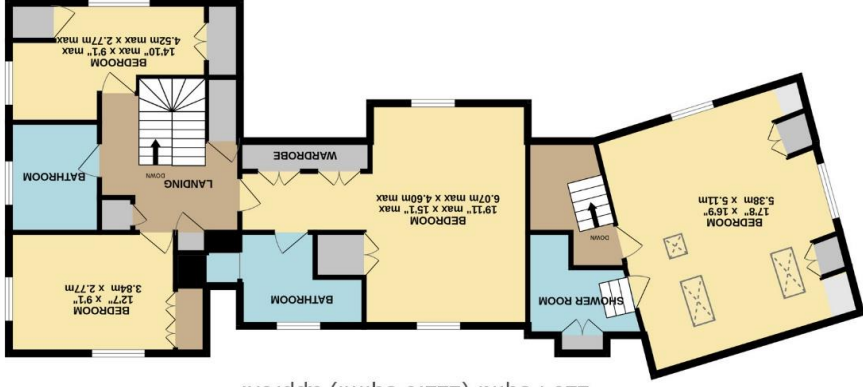 approx.
SHOWER ROOM
BEDROOM
17'8" x 16'9"
5.38m x 5.11m
DOWN
BATHROOM
BEDROOM
19'11" max x 15'1" max
6.07m max x 4.60m max
WARDROBE
BEDROOM
12'7" x 9'1"
3.84m x 2.77m
LANDING
DOWN
BATHROOM
BEDROOM
14'10" max x 9'1" max
4.52m max x 2.77m max